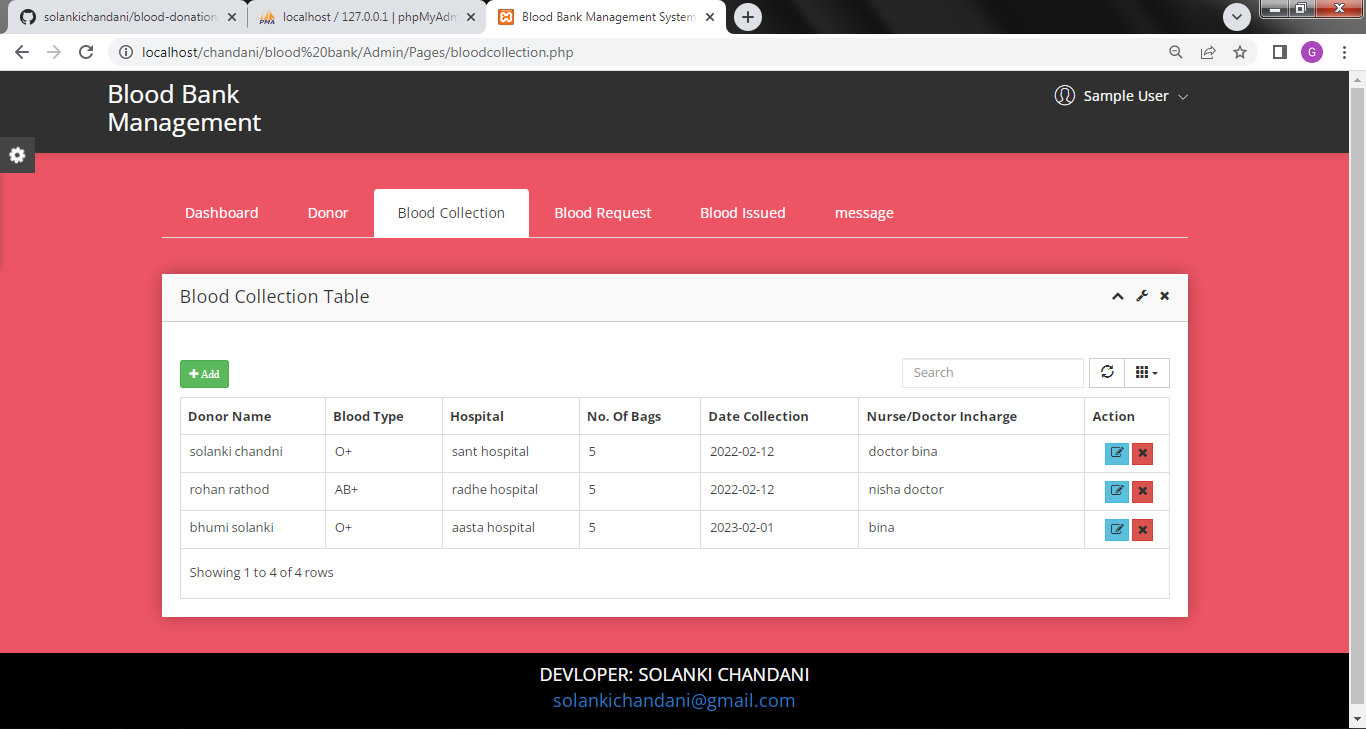 solankichandani/blood-donation
PMA localhost / 127.0.0.1 | phpMyAdm
Blood Bank Management System
localhost/chandani/blood%20bank/Admin/Pages/bloodcollection.php
G
Blood Bank
Management
Sample User
Dashboard Donor Blood Collection Blood Request Blood Issued message
Blood Collection Table
Add
Search
Donor Name Blood Type Hospital No. Of Bags Date Collection Nurse/Doctor Incharge Action
solanki chandni O+ sant hospital 5 2022-02-12 doctor bina
rohan rathod AB+ radhe hospital 5 2022-02-12 nisha doctor
bhumi solanki O+ aasta hospital 5 2023-02-01 bina
Showing 1 to 4 of 4 rows
DEVLOPER: SOLANKI CHANDANI
solankichandani@gmail.com